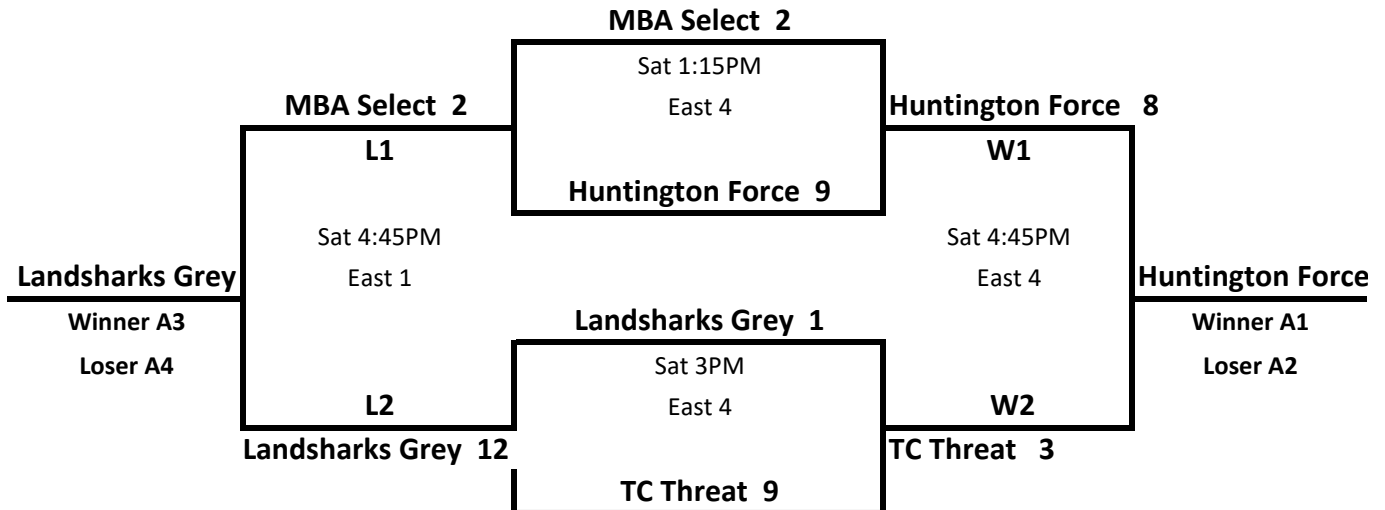 MBA Select 2
Sat 1:15PM
MBA Select 2
East 4
Huntington Force 8
L1
W1
Huntington Force 9
Sat 4:45PM
Sat 4:45PM
Landsharks Grey
East 1
East 4
Huntington Force
Winner A3
Landsharks Grey 1
Winner A1
Loser A4
Sat 3PM
Loser A2
L2
East 4
W2
Landsharks Grey 12
TC Threat 3
TC Threat 9